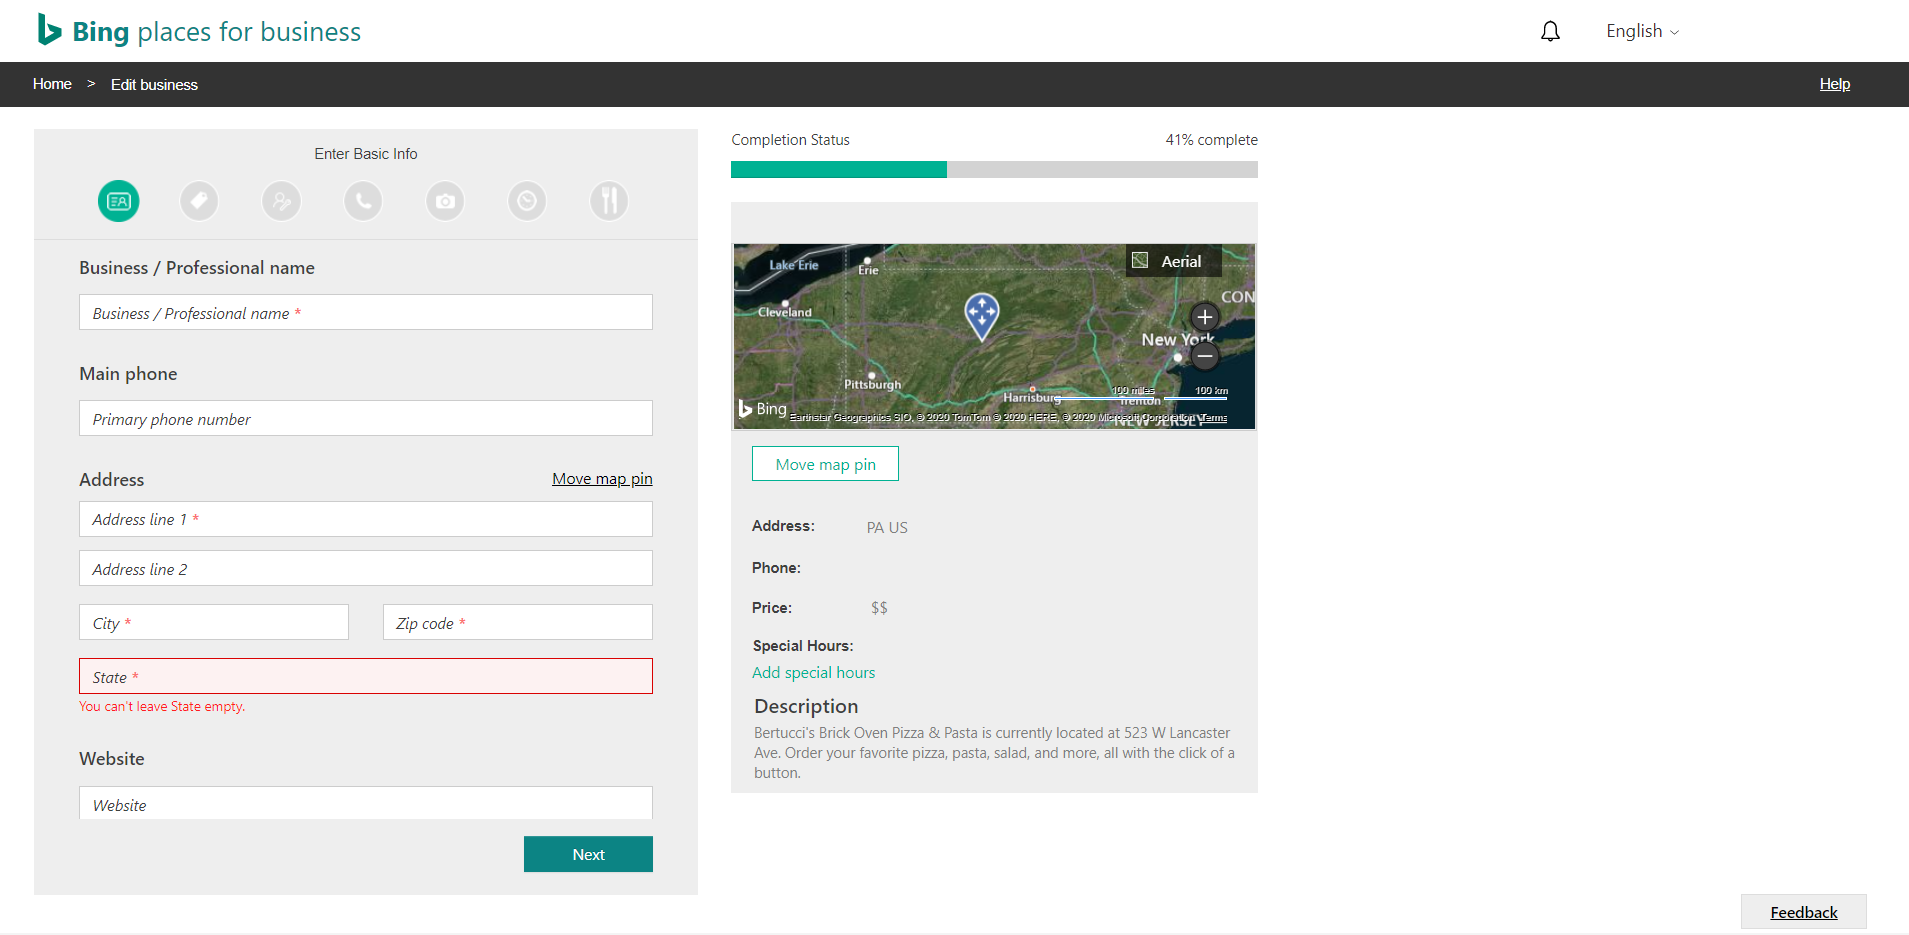 Bing places for business
English
Home > Edit business
Help
Enter Basic Info
Business / Professional name
Business / Professional name *
Main phone
Primary phone number
Address
Move map pin
Address line 1 *
Address line 2
City *
Zip code *
State *
You can't leave State empty.
Website
Website
Next
Completion Status
41% complete
Lake Erie
Erie
Aerial
CON
Cleveland
New York
Pittsburgh
100 miles
100 km
Harrisburg
Trenton
Bing
Earthstar Geographics SIO, © 2020 TomTom © 2020 HERE, © 2020 Microsoft Corporation Terms
NEW JERSEY
Move map pin
Address: PA US
Phone:
Price: $$
Special Hours:
Add special hours
Description
Bertucci's Brick Oven Pizza & Pasta is currently located at 523 W Lancaster
Ave. Order your favorite pizza, pasta, salad, and more, all with the click of a
button.
Feedback